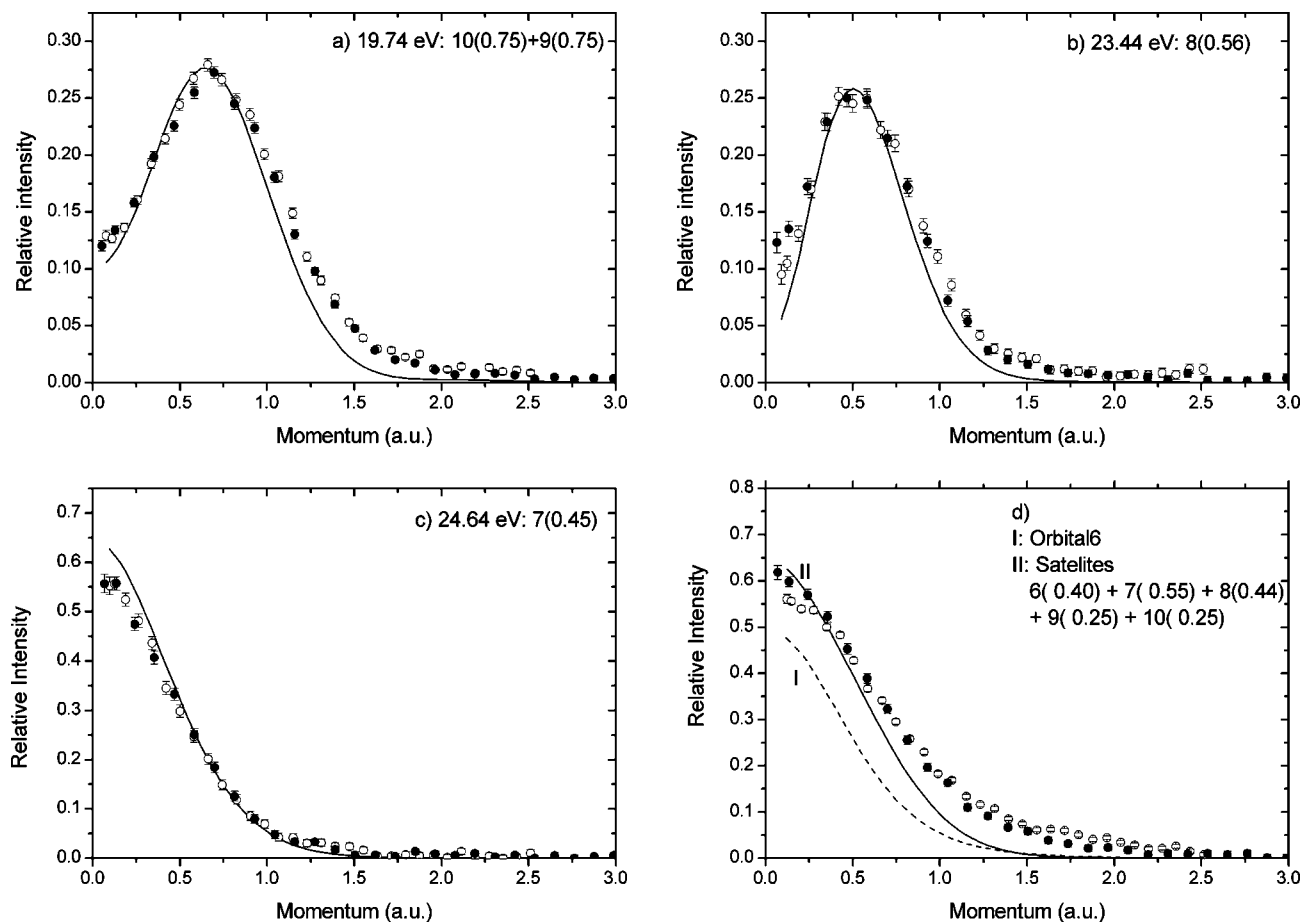 a) 19.74 eV: 10(0.75)+9(0.75)
0.30
0.25
0.20
0.15
0.10
0.05
0.00
Relative intensity
0.0 0.5 1.0 1.5 2.0 2.5 3.0
Momentum (a.u.)
b) 23.44 eV: 8(0.56)
0.30
0.25
0.20
0.15
0.10
0.05
0.00
Relative intensity
0.0 0.5 1.0 1.5 2.0 2.5 3.0
Momentum (a.u.)
c) 24.64 eV: 7(0.45)
0.7
0.6
0.5
0.4
0.3
0.2
0.1
0.0
Relative Intensity
0.0 0.5 1.0 1.5 2.0 2.5 3.0
Momentum (a.u.)
d)
I: Orbital6
II: Satelites
6( 0.40) + 7( 0.55) + 8(0.44)
+ 9( 0.25) + 10( 0.25)
II
I
0.8
0.7
0.6
0.5
0.4
0.3
0.2
0.1
0.0
Relative Intensity
0.0 0.5 1.0 1.5 2.0 2.5 3.0
Momentum (a.u.)